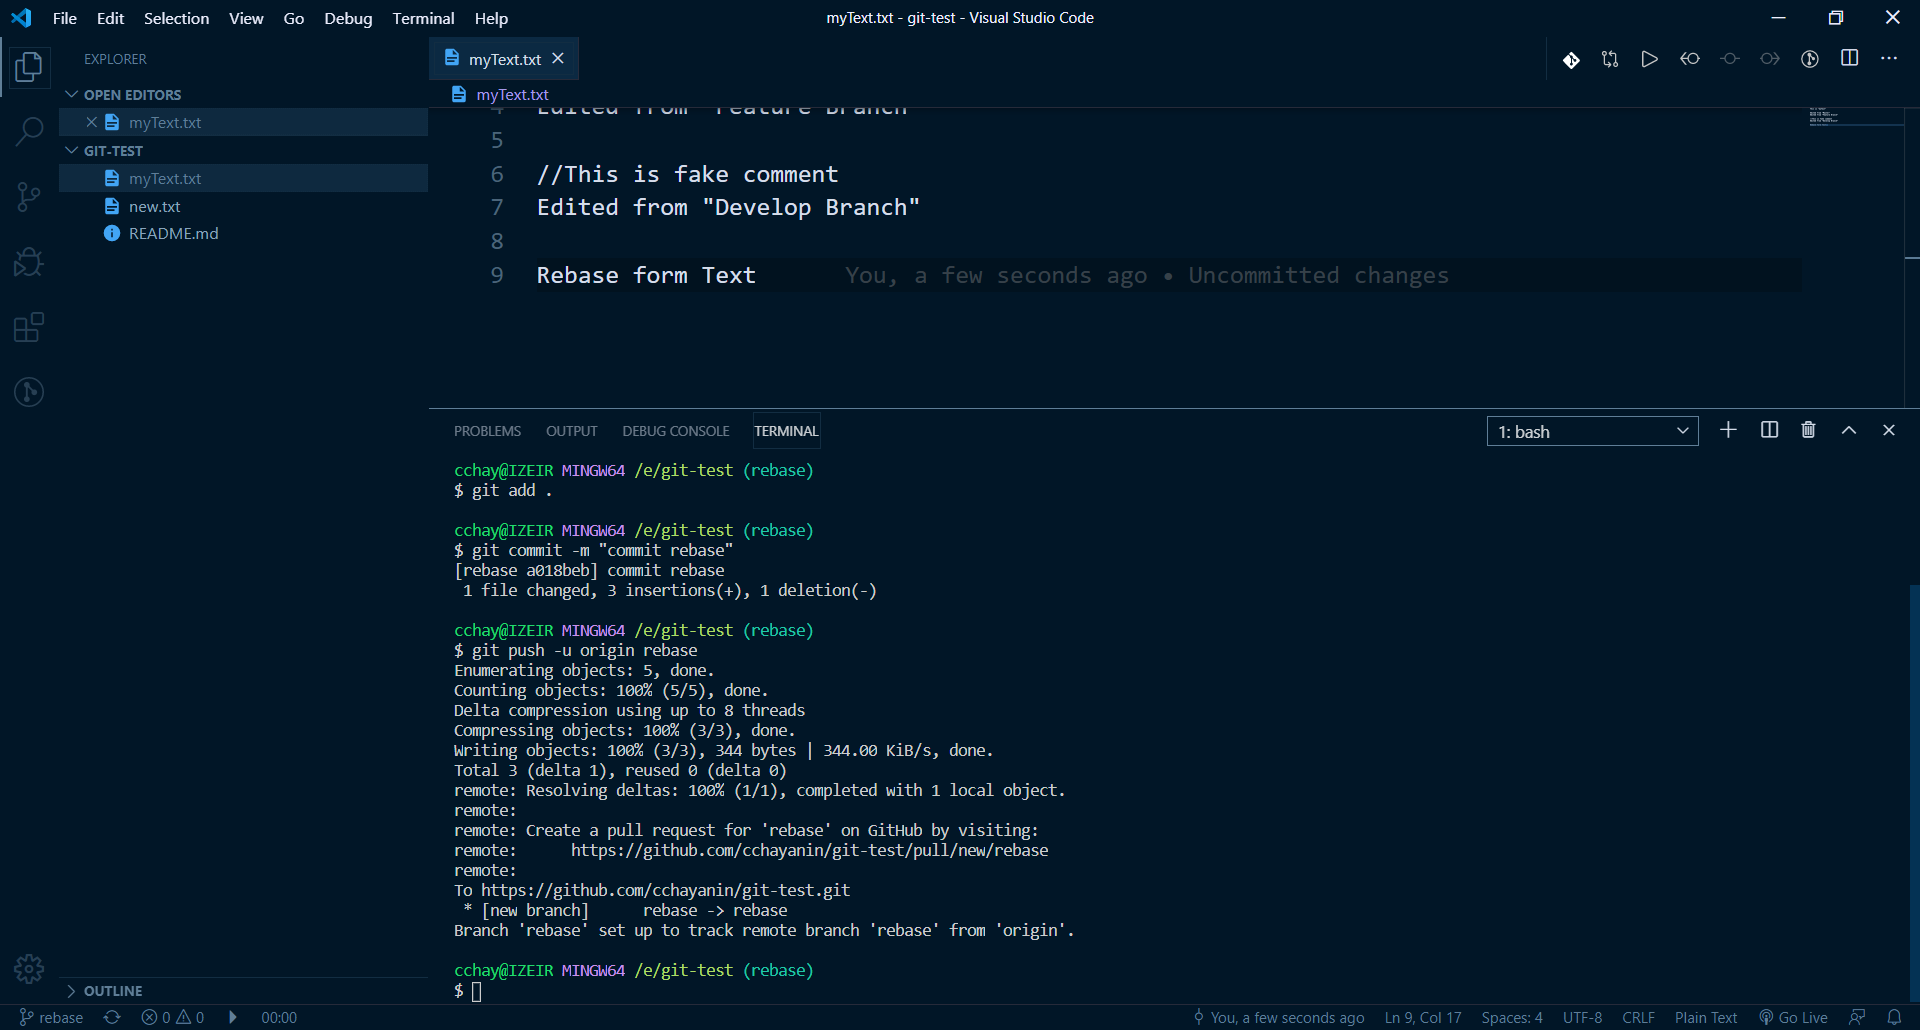 File Edit Selection View Go Debug Terminal Help
myText.txt - git-test - Visual Studio Code
EXPLORER
OPEN EDITORS
myText.txt
GIT-TEST
myText.txt
new.txt
README.md
OUTLINE
myText.txt
myText.txt
4 Edited from "Feature Branch"
5
6 //This is fake comment
7 Edited from "Develop Branch"
8
9 Rebase form Text You, a few seconds ago • Uncommitted changes
PROBLEMS OUTPUT DEBUG CONSOLE TERMINAL
1: bash
cchay@IZEIR MINGW64 /e/git-test (rebase)
$ git add .
cchay@IZEIR MINGW64 /e/git-test (rebase)
$ git commit -m "commit rebase"
[rebase a018beb] commit rebase
1 file changed, 3 insertions(+), 1 deletion(-)
cchay@IZEIR MINGW64 /e/git-test (rebase)
$ git push -u origin rebase
Enumerating objects: 5, done.
Counting objects: 100% (5/5), done.
Delta compression using up to 8 threads
Compressing objects: 100% (3/3), done.
Writing objects: 100% (3/3), 344 bytes | 344.00 KiB/s, done.
Total 3 (delta 1), reused 0 (delta 0)
remote: Resolving deltas: 100% (1/1), completed with 1 local object.
remote:
remote: Create a pull request for 'rebase' on GitHub by visiting:
remote: https://github.com/cchayanin/git-test/pull/new/rebase
remote:
To https://github.com/cchayanin/git-test.git
* [new branch] rebase -> rebase
Branch 'rebase' set up to track remote branch 'rebase' from 'origin'.
cchay@IZEIR MINGW64 /e/git-test (rebase)
$
rebase 0 0 00:00
You, a few seconds ago Ln 9, Col 17 Spaces: 4 UTF-8 CRLF Plain Text Go Live